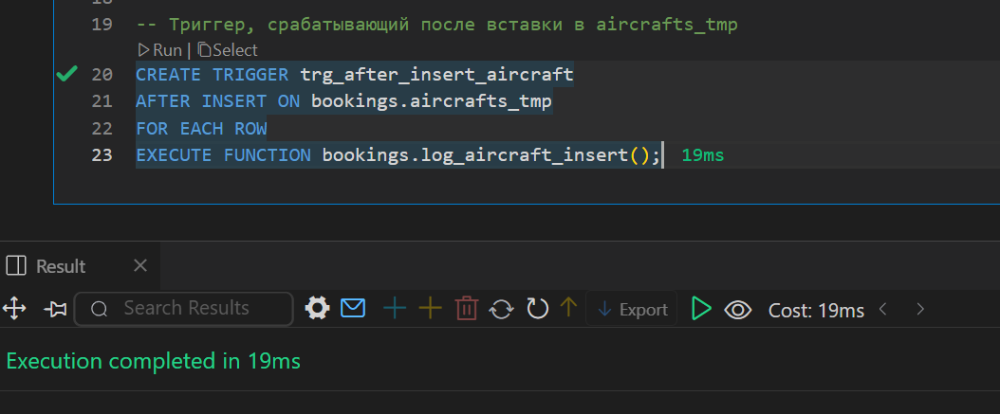 19 -- Триггер, срабатывающий после вставки в aircrafts_tmp
Run | Select
20 CREATE TRIGGER trg_after_insert_aircraft
21 AFTER INSERT ON bookings.aircrafts_tmp
22 FOR EACH ROW
23 EXECUTE FUNCTION bookings.log_aircraft_insert(); 19ms
Result
Search Results Export Cost: 19ms
Execution completed in 19ms